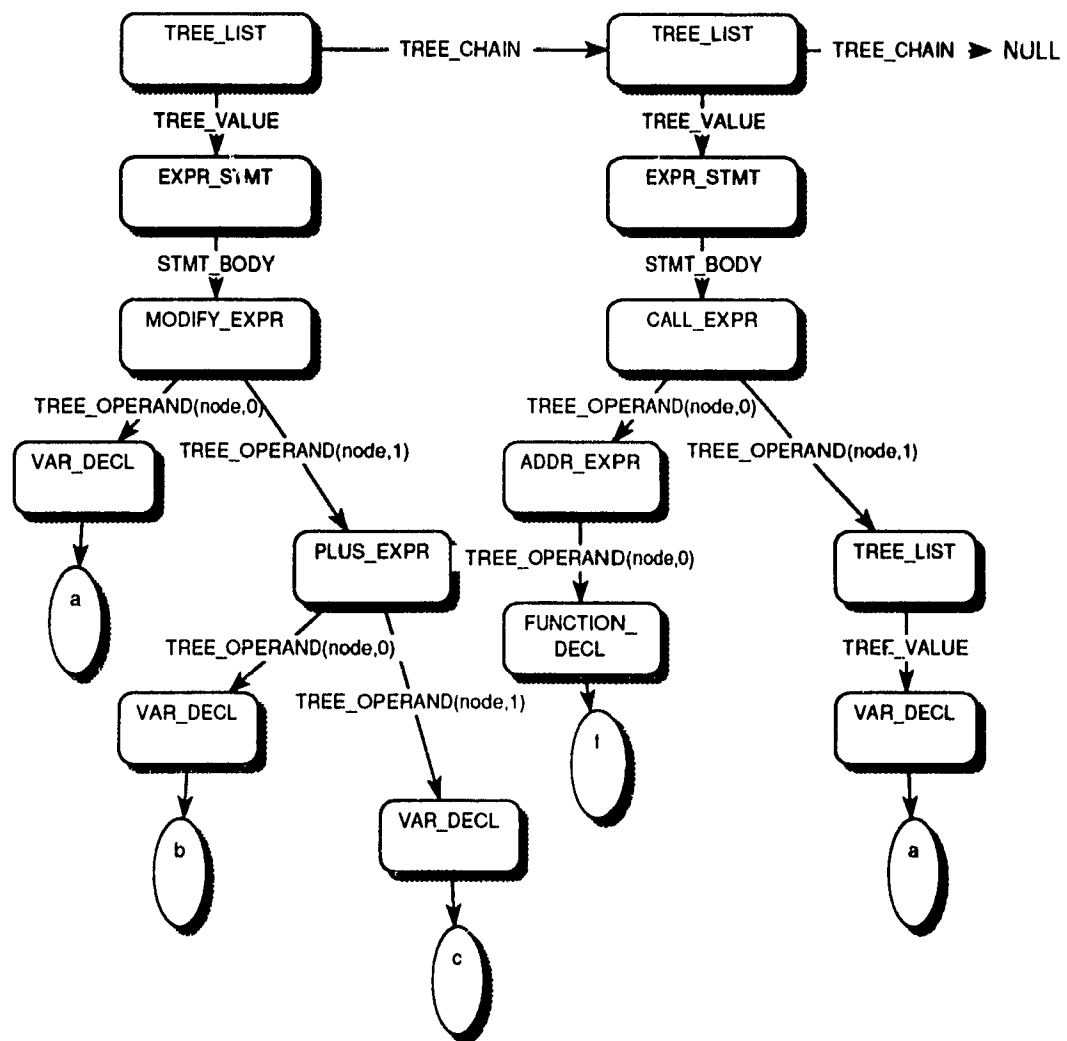 TREE_LIST
TREE_CHAIN
TREE_LIST
TREE_CHAIN
NULL
TREE_VALUE
TREE_VALUE
EXPR_STMT
EXPR_STMT
STMT_BODY
STMT_BODY
MODIFY_EXPR
CALL_EXPR
TREE_OPERAND(node,0)
TREE_OPERAND(node,0)
TREE_OPERAND(node,1)
TREE_OPERAND(node,1)
VAR_DECL
ADDR_EXPR
PLUS_EXPR
TREE_OPERAND(node,0)
TREE_LIST
a
FUNCTION_
DECL
TREE_OPERAND(node,0)
TREE_VALUE
TREE_OPERAND(node,1)
VAR_DECL
VAR_DECL
f
VAR_DECL
b
a
c